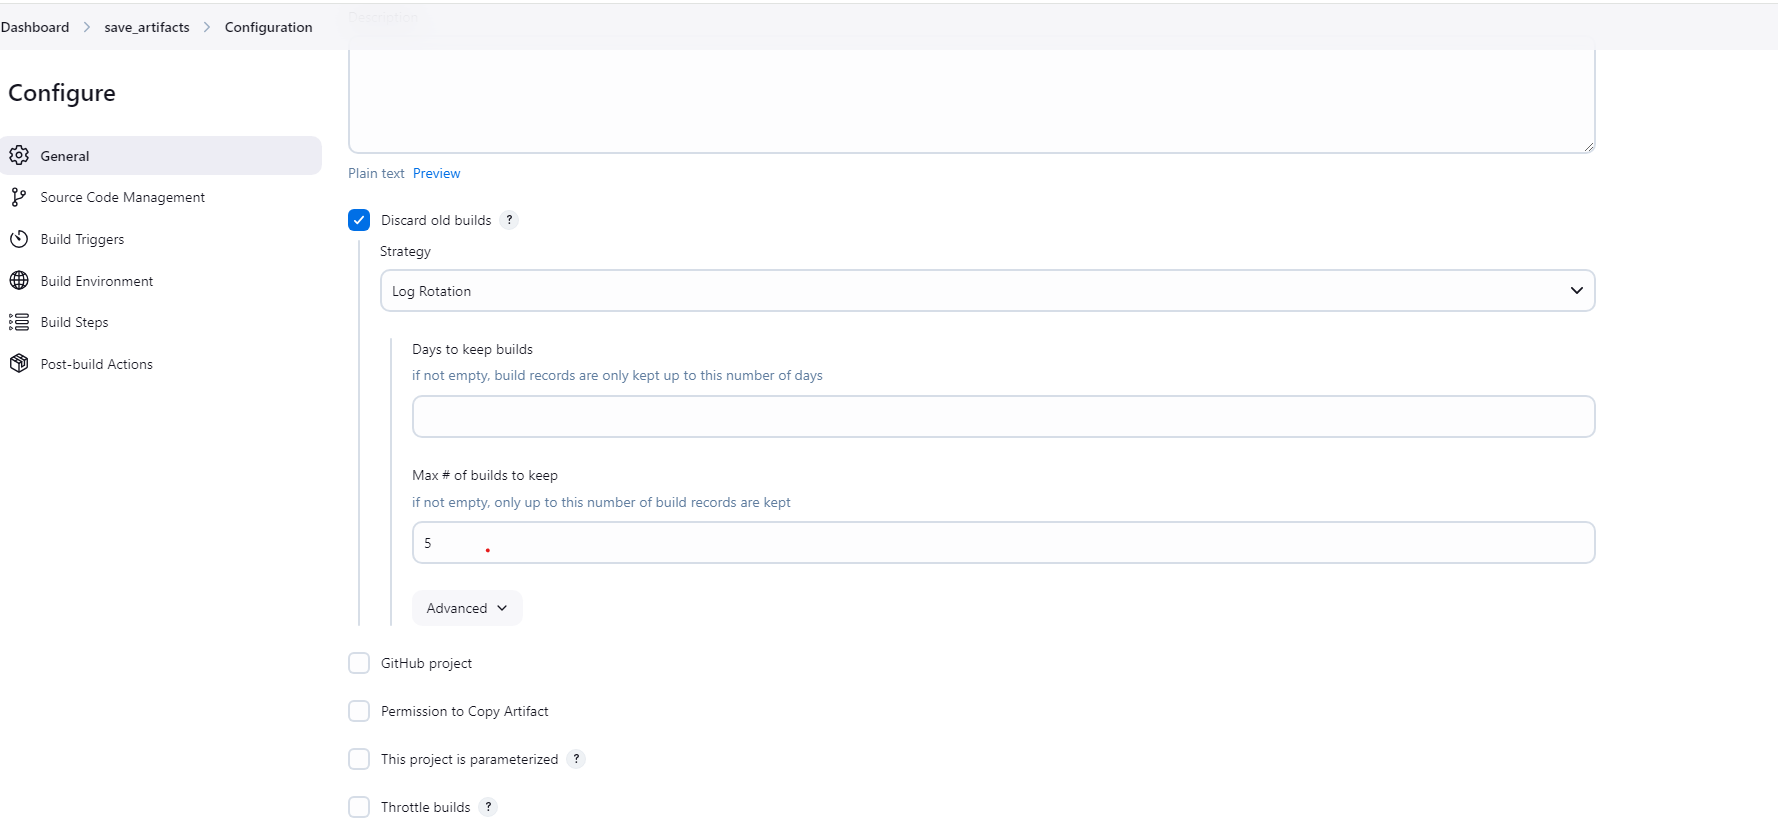 Description
Dashboard > save_artifacts > Configuration
Configure
General
Source Code Management
Build Triggers
Build Environment
Build Steps
Post-build Actions
Plain text Preview
Discard old builds ?
Strategy
Log Rotation
Days to keep builds
if not empty, build records are only kept up to this number of days
Max # of builds to keep
if not empty, only up to this number of build records are kept
5
Advanced
GitHub project
Permission to Copy Artifact
This project is parameterized ?
Throttle builds ?